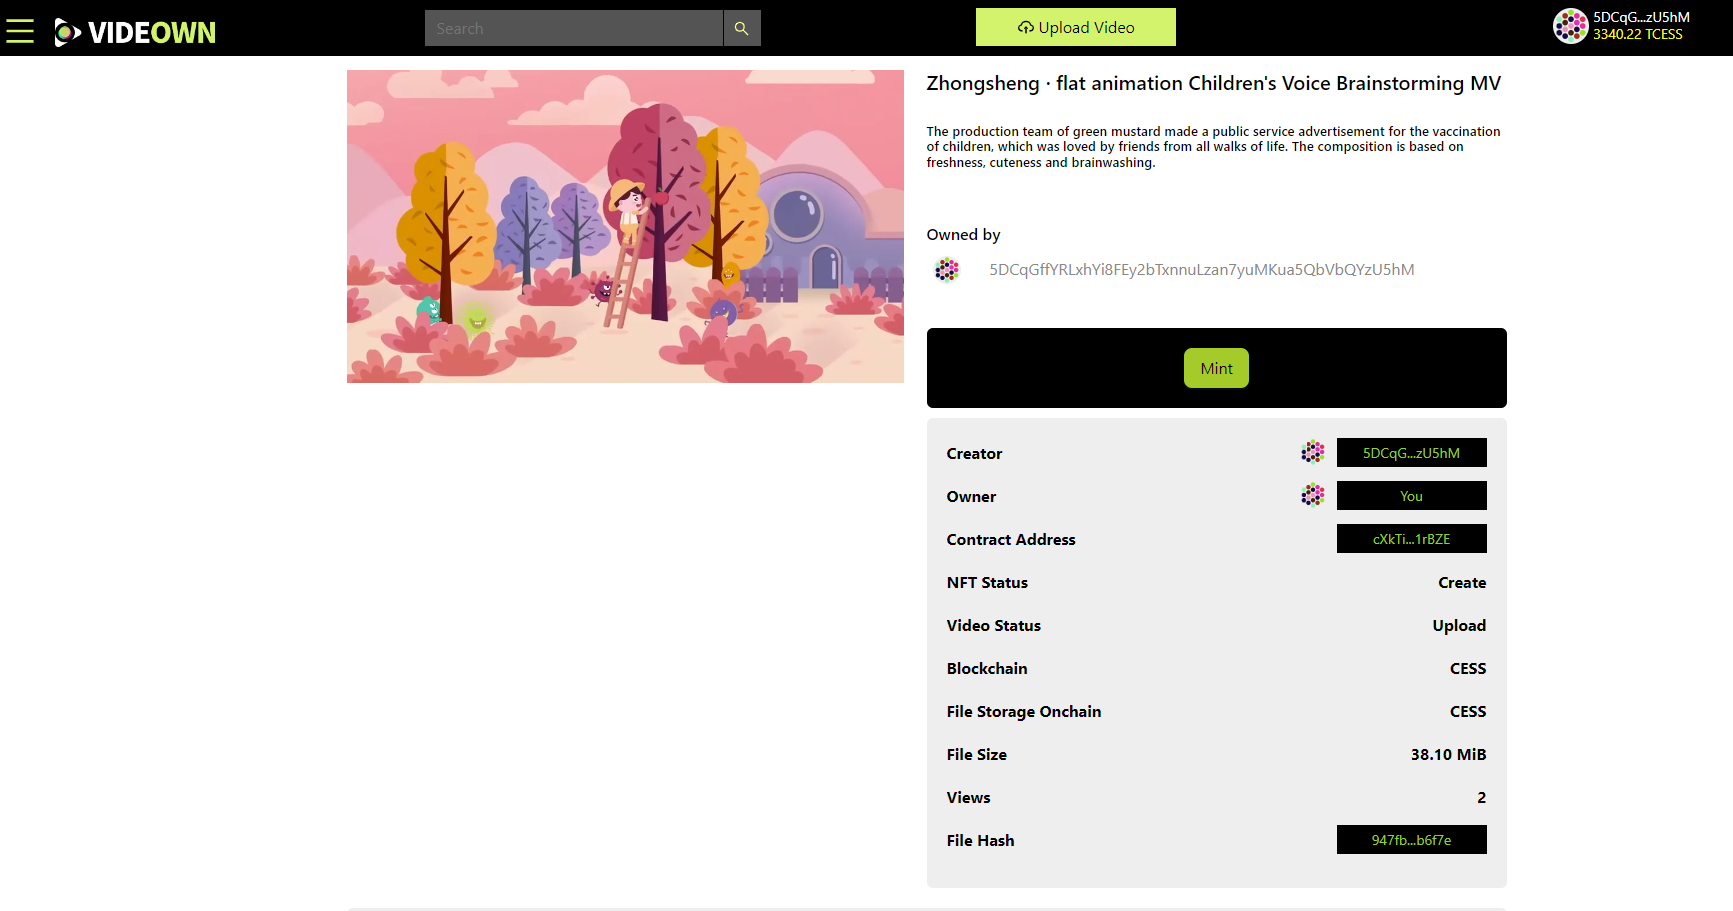 VIDEOWN
Search
Upload Video
5DCqG...zU5hM
3340.22 TCESS
Zhongsheng · flat animation Children's Voice Brainstorming MV
The production team of green mustard made a public service advertisement for the vaccination
of children, which was loved by friends from all walks of life. The composition is based on
freshness, cuteness and brainwashing.
Owned by
5DCqGffYRLxhYi8FEy2bTxnnuLzan7yuMKua5QbVbQYzU5hM
Mint
Creator 5DCqG...zU5hM
Owner You
Contract Address cXkTi...1rBZE
NFT Status Create
Video Status Upload
Blockchain CESS
File Storage Onchain CESS
File Size 38.10 MiB
Views 2
File Hash 947fb...b6f7e